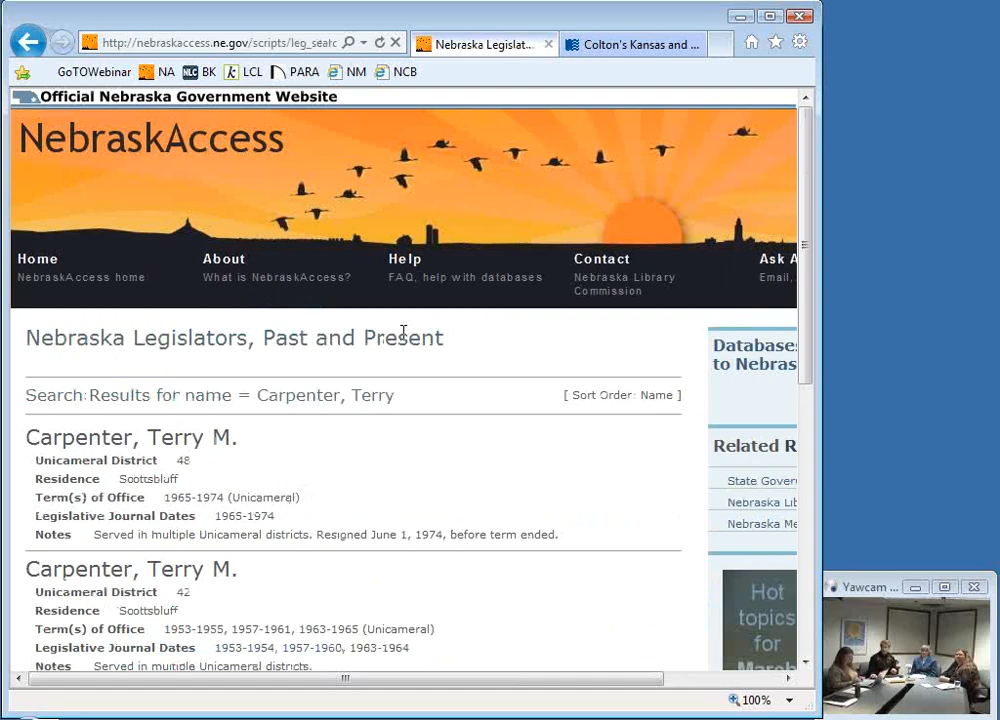 http://nebraskaccess.ne.gov/scripts/leg_searc
Nebraska Legislat...
Colton's Kansas and ...
GoTOWebinar NA NLC BK k LCL PARA NM NCB
Official Nebraska Government Website
NebraskAccess
Home About Help Contact Ask A
NebraskAccess home What is NebraskAccess? FAQ, help with databases Nebraska Library Email,
Commission
Nebraska Legislators, Past and Present
Databases
to Nebras
Search Results for name = Carpenter, Terry [ Sort Order: Name ]
Carpenter, Terry M.
Unicameral District 48
Residence Scottsbluff
Term(s) of Office 1965-1974 (Unicameral)
Legislative Journal Dates 1965-1974
Notes Served in multiple Unicameral districts. Resigned June 1, 1974, before term ended.
Related R
State Gover
Nebraska Lib
Nebraska Me
Carpenter, Terry M.
Unicameral District 42
Residence Scottsbluff
Term(s) of Office 1953-1955, 1957-1961, 1963-1965 (Unicameral)
Legislative Journal Dates 1953-1954, 1957-1960, 1963-1964
Notes Served in multiple Unicameral districts.
Hot
topics
for
March
100%
Yawcam ...